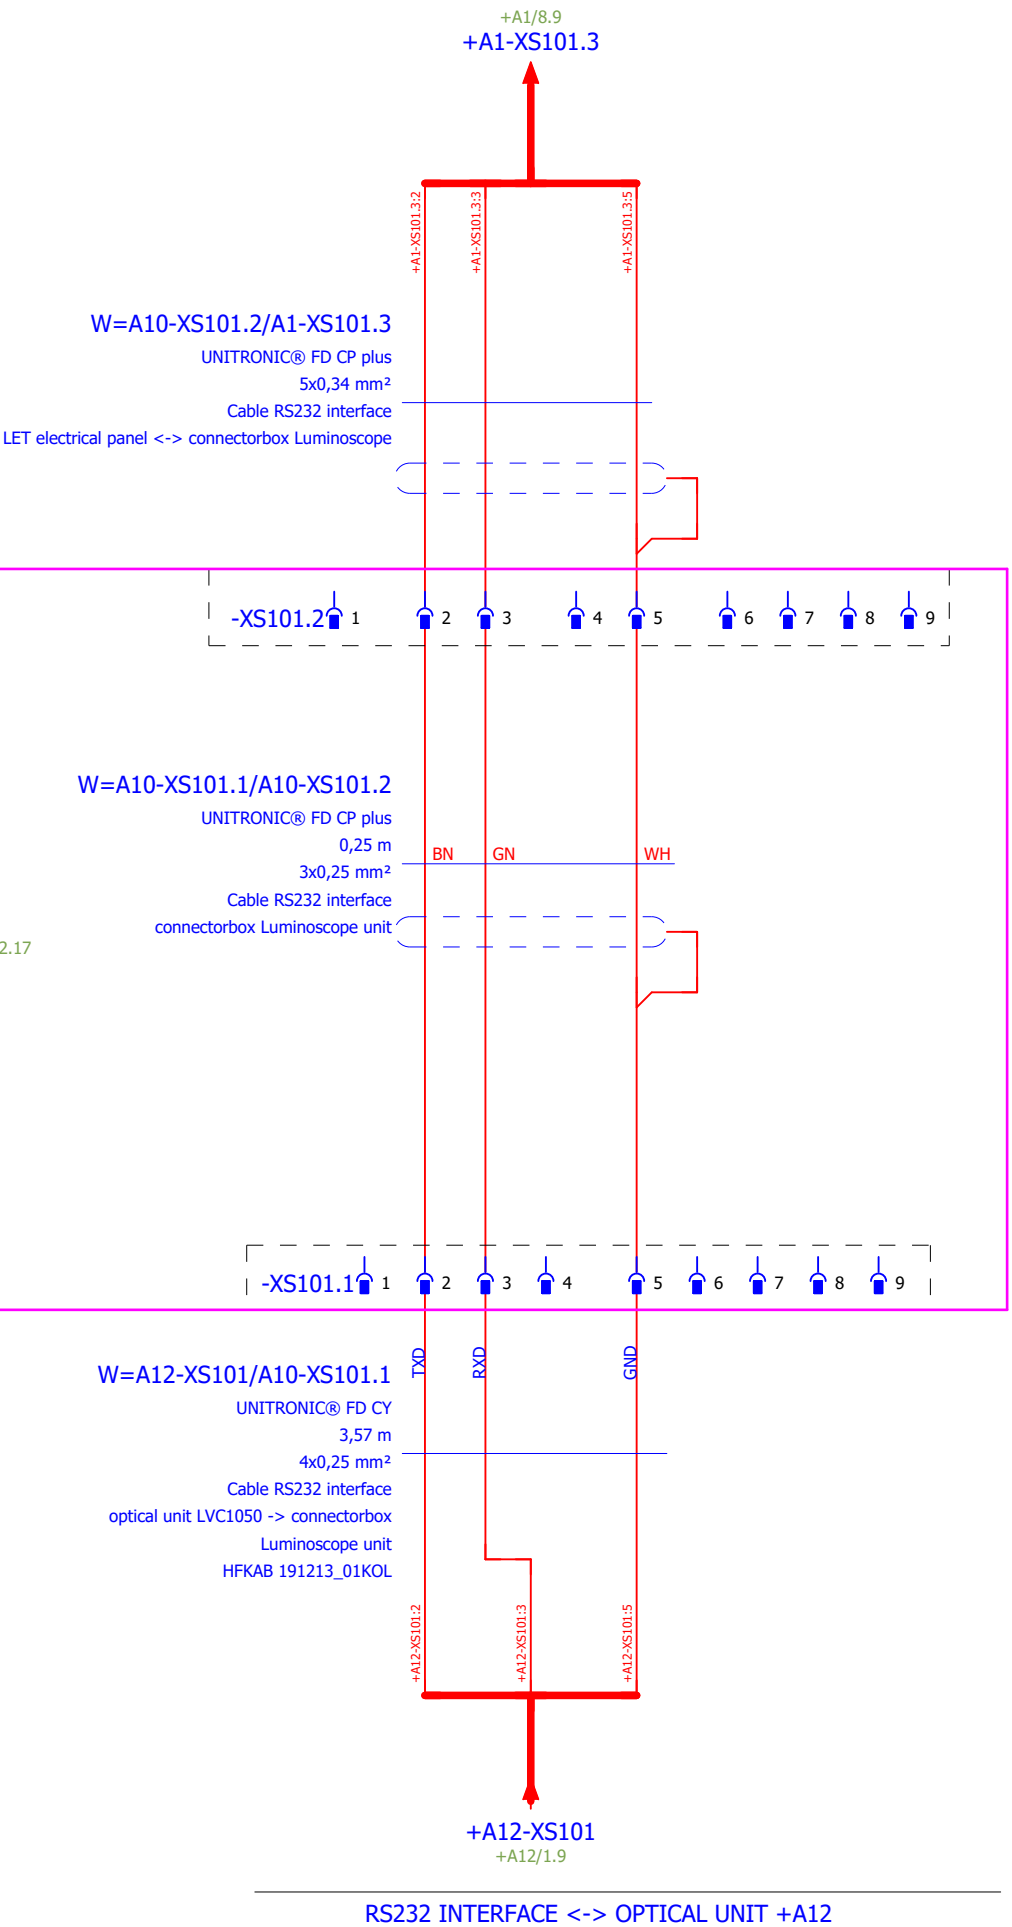 +A1/8.9
+A1-XS101.3
+A1-XS101.3:2
+A1-XS101.3:3
+A1-XS101.3:5
W=A10-XS101.2/A1-XS101.3
UNITRONIC® FD CP plus
5x0,34 mm²
Cable RS232 interface
LET electrical panel <-> connectorbox Luminoscope
-XS101.2 1 2 3 4 5 6 7 8 9
W=A10-XS101.1/A10-XS101.2
UNITRONIC® FD CP plus
0,25 m
BN GN WH
3x0,25 mm²
Cable RS232 interface
connectorbox Luminoscope unit
2.17
-XS101.1 1 2 3 4 5 6 7 8 9
TXD
RXD
GND
W=A12-XS101/A10-XS101.1
UNITRONIC® FD CY
3,57 m
4x0,25 mm²
Cable RS232 interface
optical unit LVC1050 -> connectorbox
Luminoscope unit
HFKAB 191213_01KOL
+A12-XS101:2
+A12-XS101:3
+A12-XS101:5
+A12-XS101
+A12/1.9
RS232 INTERFACE <-> OPTICAL UNIT +A12